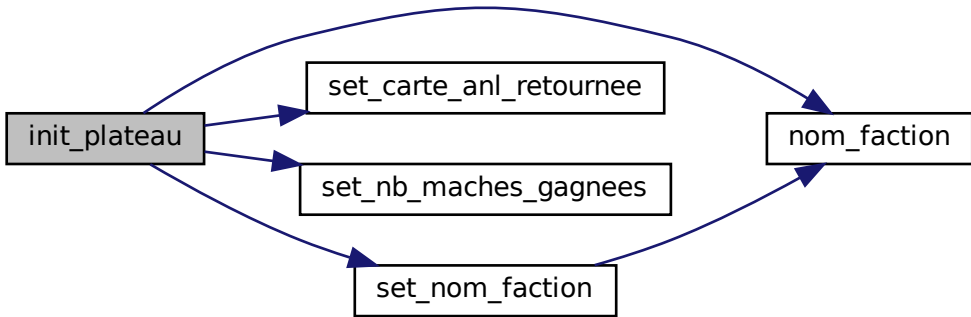 init_plateau
set_carte_anl_retournee
set_nb_maches_gagnees
set_nom_faction
nom_faction